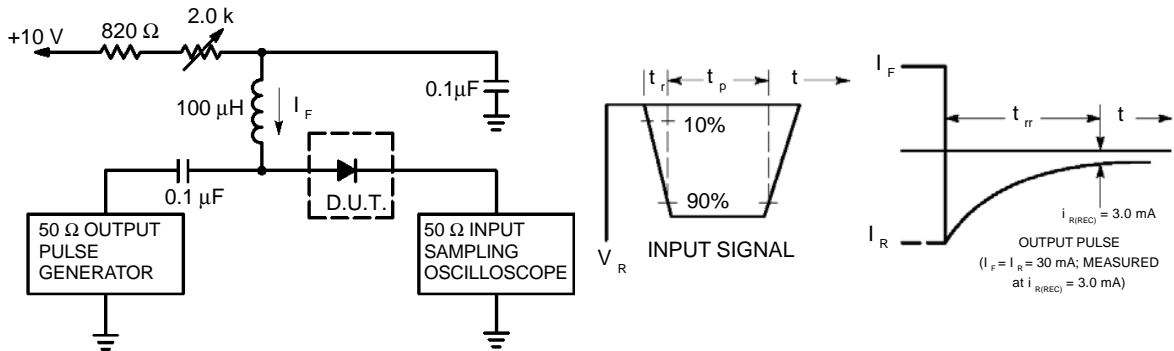 +10 V
820 Ω
2.0 k
100 μH
I F
0.1μF
0.1 μF
D.U.T.
50 Ω OUTPUT
PULSE
GENERATOR
50 Ω INPUT
SAMPLING
OSCILLOSCOPE
t r
t p
t
10%
90%
V R
INPUT SIGNAL
I F
t rr
t
I R
i R(REC) = 3.0 mA
OUTPUT PULSE
(I F = I R = 30 mA; MEASURED
at i R(REC) = 3.0 mA)